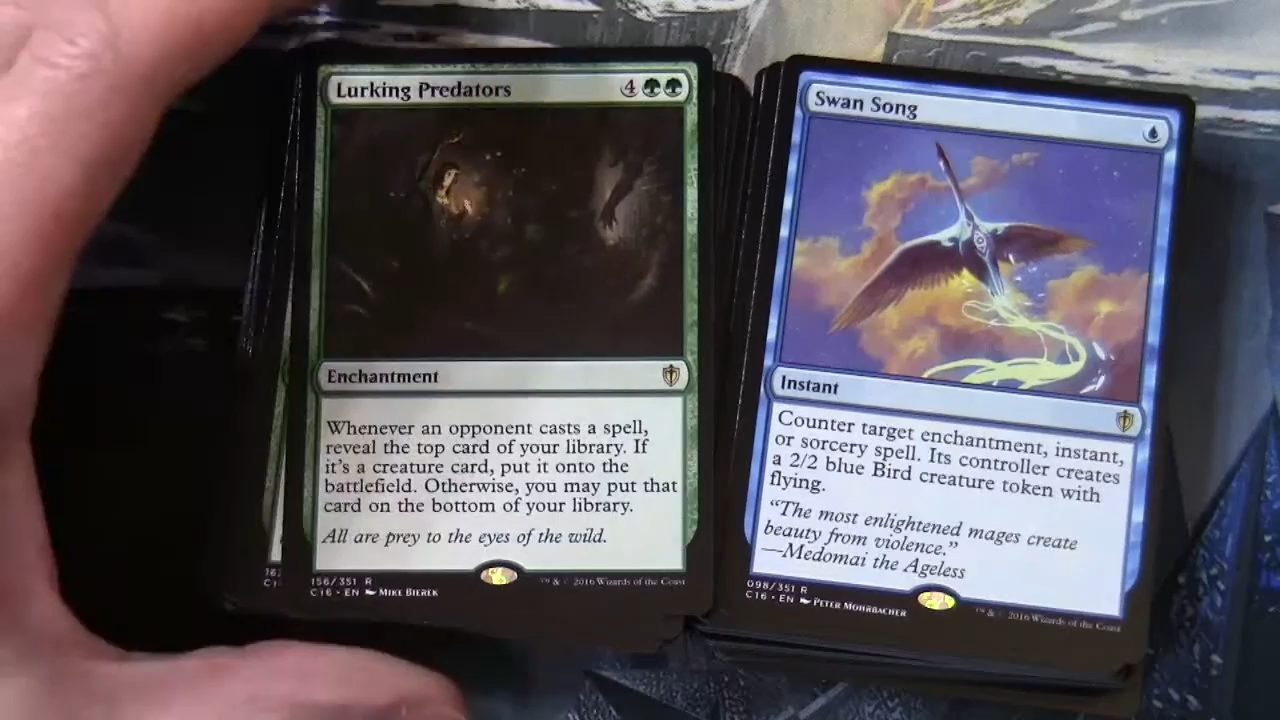 Lurking Predators 4
Enchantment
Whenever an opponent casts a spell,
reveal the top card of your library. If
it's a creature card, put it onto the
battlefield. Otherwise, you may put that
card on the bottom of your library.
All are prey to the eyes of the wild.
156/351 R
C16 • EN Mike Bierek
™ & © 2016 Wizards of the Coast
Swan Song
Instant
Counter target enchantment, instant,
or sorcery spell. Its controller creates
a 2/2 blue Bird creature token with
flying.
“The most enlightened mages create
beauty from violence.”
—Medomai the Ageless
098/351 R
C16 • EN Peter Mohrbacher
™ & © 2016 Wizards of the Coast